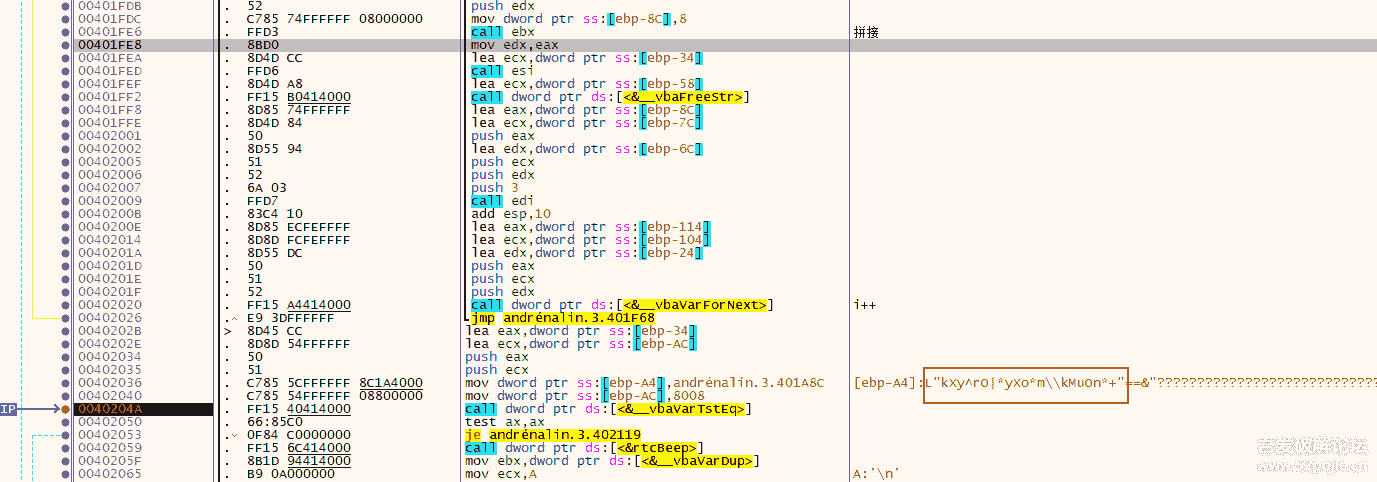 00401FDB . 52 push edx
00401FDC . C785 74FFFFFF 08000000 mov dword ptr ss:[ebp-8C],8
00401FE6 . FFD3 call ebx 拼接
00401FE8 . 8BD0 mov edx,eax
00401FEA . 8D4D CC lea ecx,dword ptr ss:[ebp-34]
00401FED . FFD6 call esi
00401FEF . 8D4D A8 lea ecx,dword ptr ss:[ebp-58]
00401FF2 . FF15 B0414000 call dword ptr ds:[<&__vbaFreeStr>]
00401FF8 . 8D85 74FFFFFF lea eax,dword ptr ss:[ebp-8C]
00401FFE . 8D4D 84 lea ecx,dword ptr ss:[ebp-7C]
00402001 . 50 push eax
00402002 . 8D55 94 lea edx,dword ptr ss:[ebp-6C]
00402005 . 51 push ecx
00402006 . 52 push edx
00402007 . 6A 03 push 3
00402009 . FFD7 call edi
0040200B . 83C4 10 add esp,10
0040200E . 8D85 ECFEFFFF lea eax,dword ptr ss:[ebp-114]
00402014 . 8D8D FCFEFFFF lea ecx,dword ptr ss:[ebp-104]
0040201A . 8D55 DC lea edx,dword ptr ss:[ebp-24]
0040201D . 50 push eax
0040201E . 51 push ecx
0040201F . 52 push edx
00402020 . FF15 A4414000 call dword ptr ds:[<&__vbaVarForNext>] i++
00402026 .^ E9 3DFFFFFF jmp andrénalin.3.401F68
0040202B > 8D45 CC lea eax,dword ptr ss:[ebp-34]
0040202E . 8D8D 54FFFFFF lea ecx,dword ptr ss:[ebp-AC]
00402034 . 50 push eax
00402035 . 51 push ecx
00402036 . C785 5CFFFFFF 8C1A4000 mov dword ptr ss:[ebp-A4],andrénalin.3.401A8C [ebp-A4]:L"kXy^rO|*yXo*m\\kMuOn*+"==&"??????????????????????????????
00402040 . C785 54FFFFFF 08800000 mov dword ptr ss:[ebp-AC],8008
IP 0040204A . FF15 40414000 call dword ptr ds:[<&__vbaVarTstEq>]
00402050 . 66:85C0 test ax,ax
00402053 .v 0F84 C0000000 je andrénalin.3.402119
00402059 . FF15 6C414000 call dword ptr ds:[<&rtcBeep>]
0040205F . 8B1D 94414000 mov ebx,dword ptr ds:[<&__vbaVarDup>]
00402065 . B9 0A000000 mov ecx,A A:'\n'
吾爱破解论坛
www.52pojie.cn